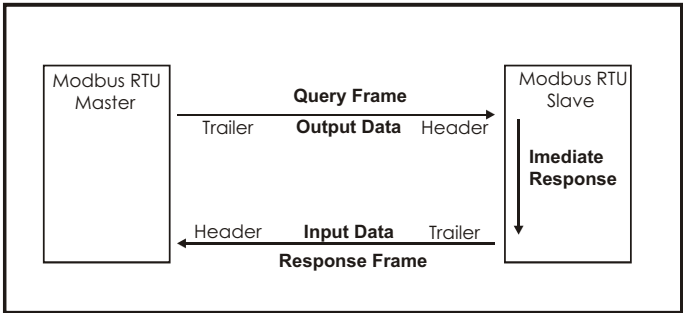 Modbus RTU
Master
Query Frame
Trailer Output Data Header
Modbus RTU
Slave
Imediate
Response
Header Input Data Trailer
Response Frame